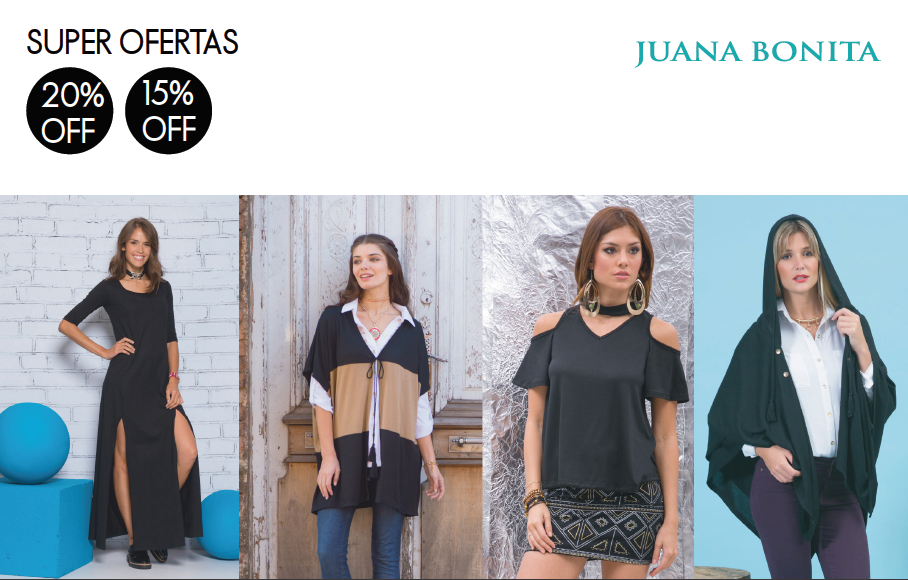 SUPER OFERTAS
20%
OFF
15%
OFF
JUANA BONITA